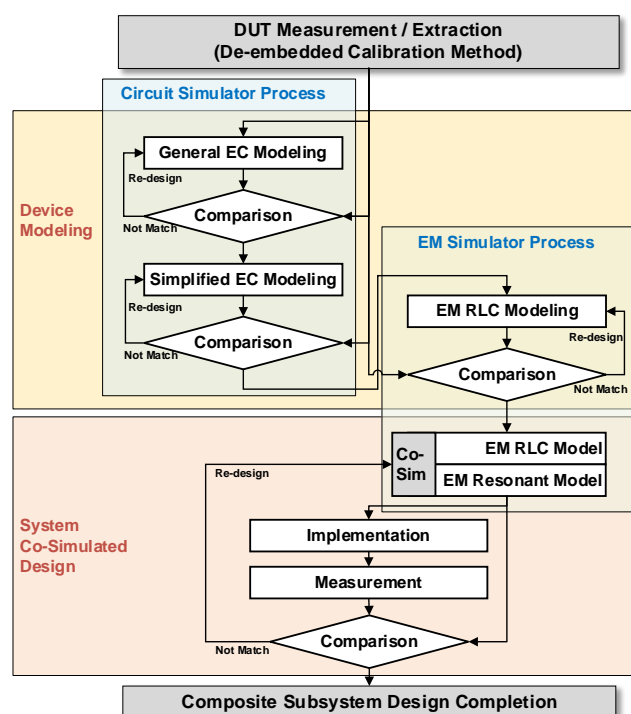 DUT Measurement / Extraction
(De-embedded Calibration Method)
Circuit Simulator Process
General EC Modeling
Re-design
Comparison
Not Match
Device
Modeling
EM Simulator Process
Simplified EC Modeling
Re-design
Comparison
Not Match
EM RLC Modeling
Re-design
Comparison
Not Match
Co-
Sim
EM RLC Model
EM Resonant Model
Re-design
System
Co-Simulated
Design
Implementation
Measurement
Comparison
Not Match
Composite Subsystem Design Completion